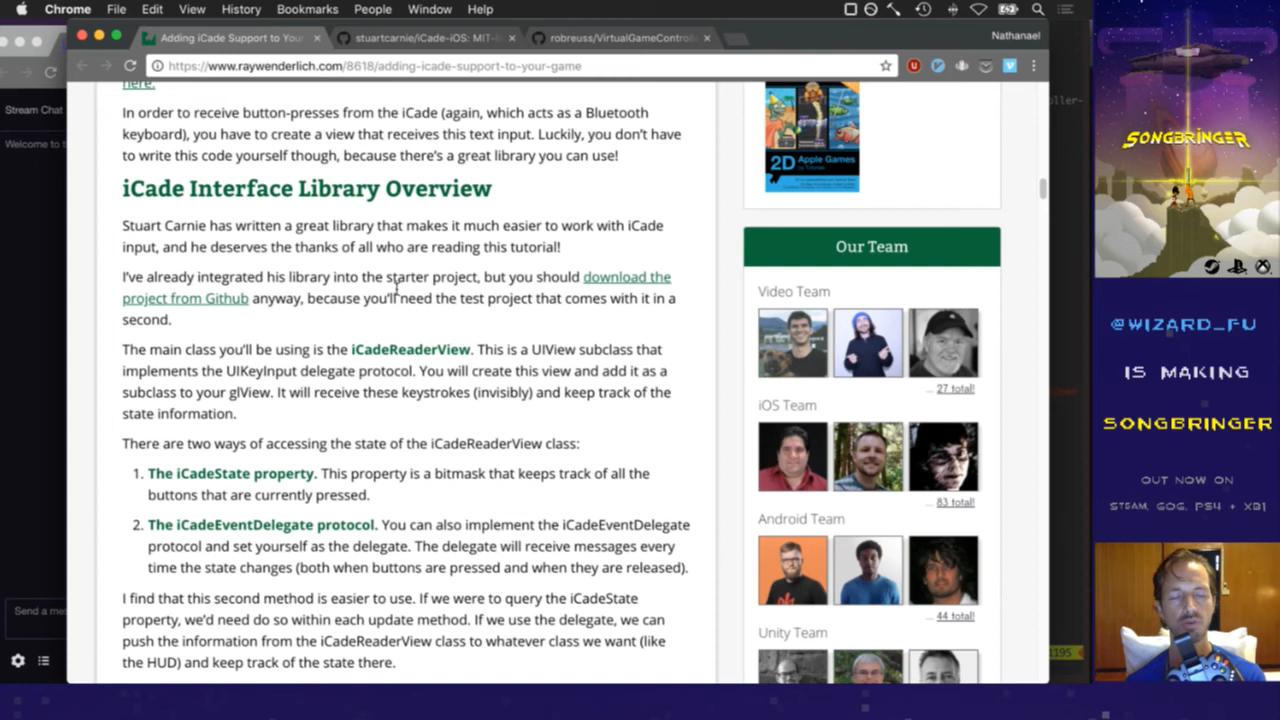 Chrome File Edit View History Bookmarks People Window Help
Adding iCade Support to Your
stuartcarnie/iCade-iOS: MIT-
robreuss/VirtualGameControlle
Nathanael
https://www.raywenderlich.com/8618/adding-icade-support-to-your-game
here.
In order to receive button-presses from the iCade (again, which acts as a Bluetooth
keyboard), you have to create a view that receives this text input. Luckily, you don't have
to write this code yourself though, because there's a great library you can use!
iCade Interface Library Overview
Stuart Carnie has written a great library that makes it much easier to work with iCade
input, and he deserves the thanks of all who are reading this tutorial!
I've already integrated his library into the starter project, but you should download the
project from Github anyway, because you'll need the test project that comes with it in a
second.
The main class you'll be using is the iCadeReaderView. This is a UIView subclass that
implements the UIKeyInput delegate protocol. You will create this view and add it as a
subclass to your glView. It will receive these keystrokes (invisibly) and keep track of the
state information.
There are two ways of accessing the state of the iCadeReaderView class:
1. The iCadeState property. This property is a bitmask that keeps track of all the
buttons that are currently pressed.
2. The iCadeEventDelegate protocol. You can also implement the iCadeEventDelegate
protocol and set yourself as the delegate. The delegate will receive messages every
time the state changes (both when buttons are pressed and when they are released).
I find that this second method is easier to use. If we were to query the iCadeState
property, we'd need do so within each update method. If we use the delegate, we can
push the information from the iCadeReaderView class to whatever class we want (like
the HUD) and keep track of the state there.
2D Apple Games
Our Team
Video Team
... 27 total!
iOS Team
... 83 total!
Android Team
... 44 total!
Unity Team
Stream Chat
Welcome to t
Send a me
oller-
1195
SONGBRINGER
@WIZARD_FU
IS MAKING
SONGBRINGER
OUT NOW ON
STEAM, GOG, PS4 + XB1